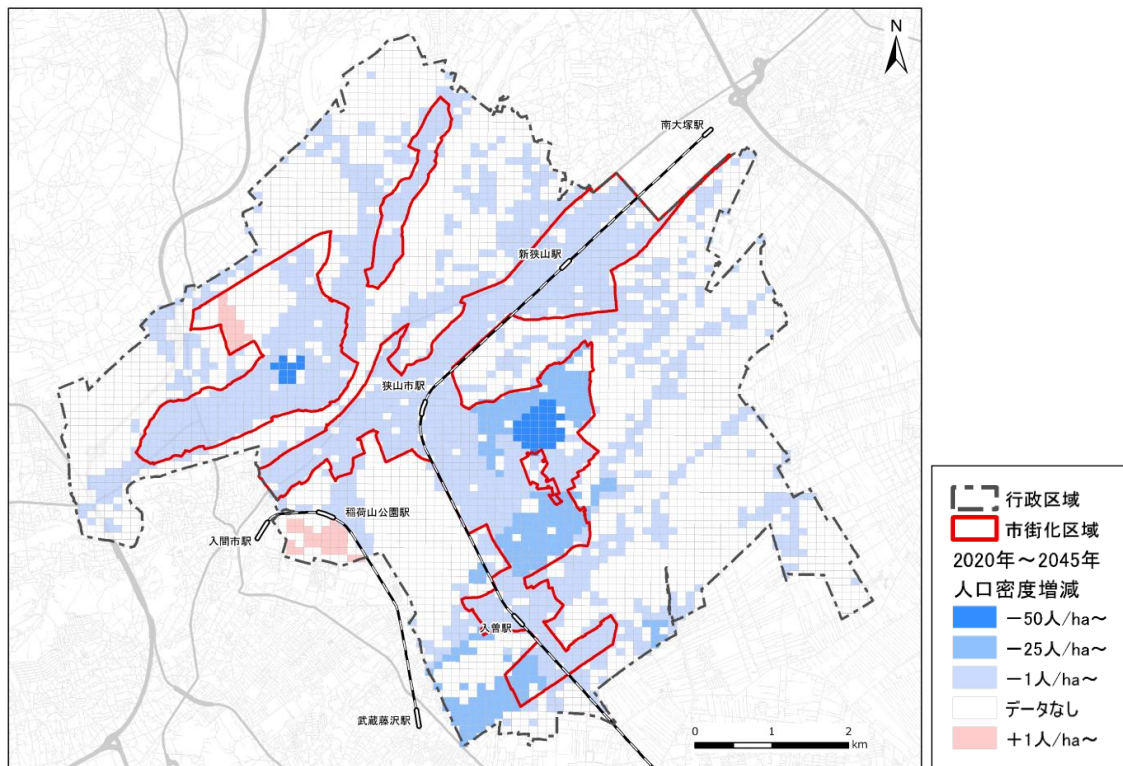 N
南大塚駅
新狭山駅
狭山市駅
稲荷山公園駅
入間市駅
入曽駅
武蔵藤沢駅
0 1 2
km
行政区域
市街化区域
2020年～2045年
人口密度増減
－50人/ha～
－25人/ha～
－1人/ha～
データなし
＋1人/ha～